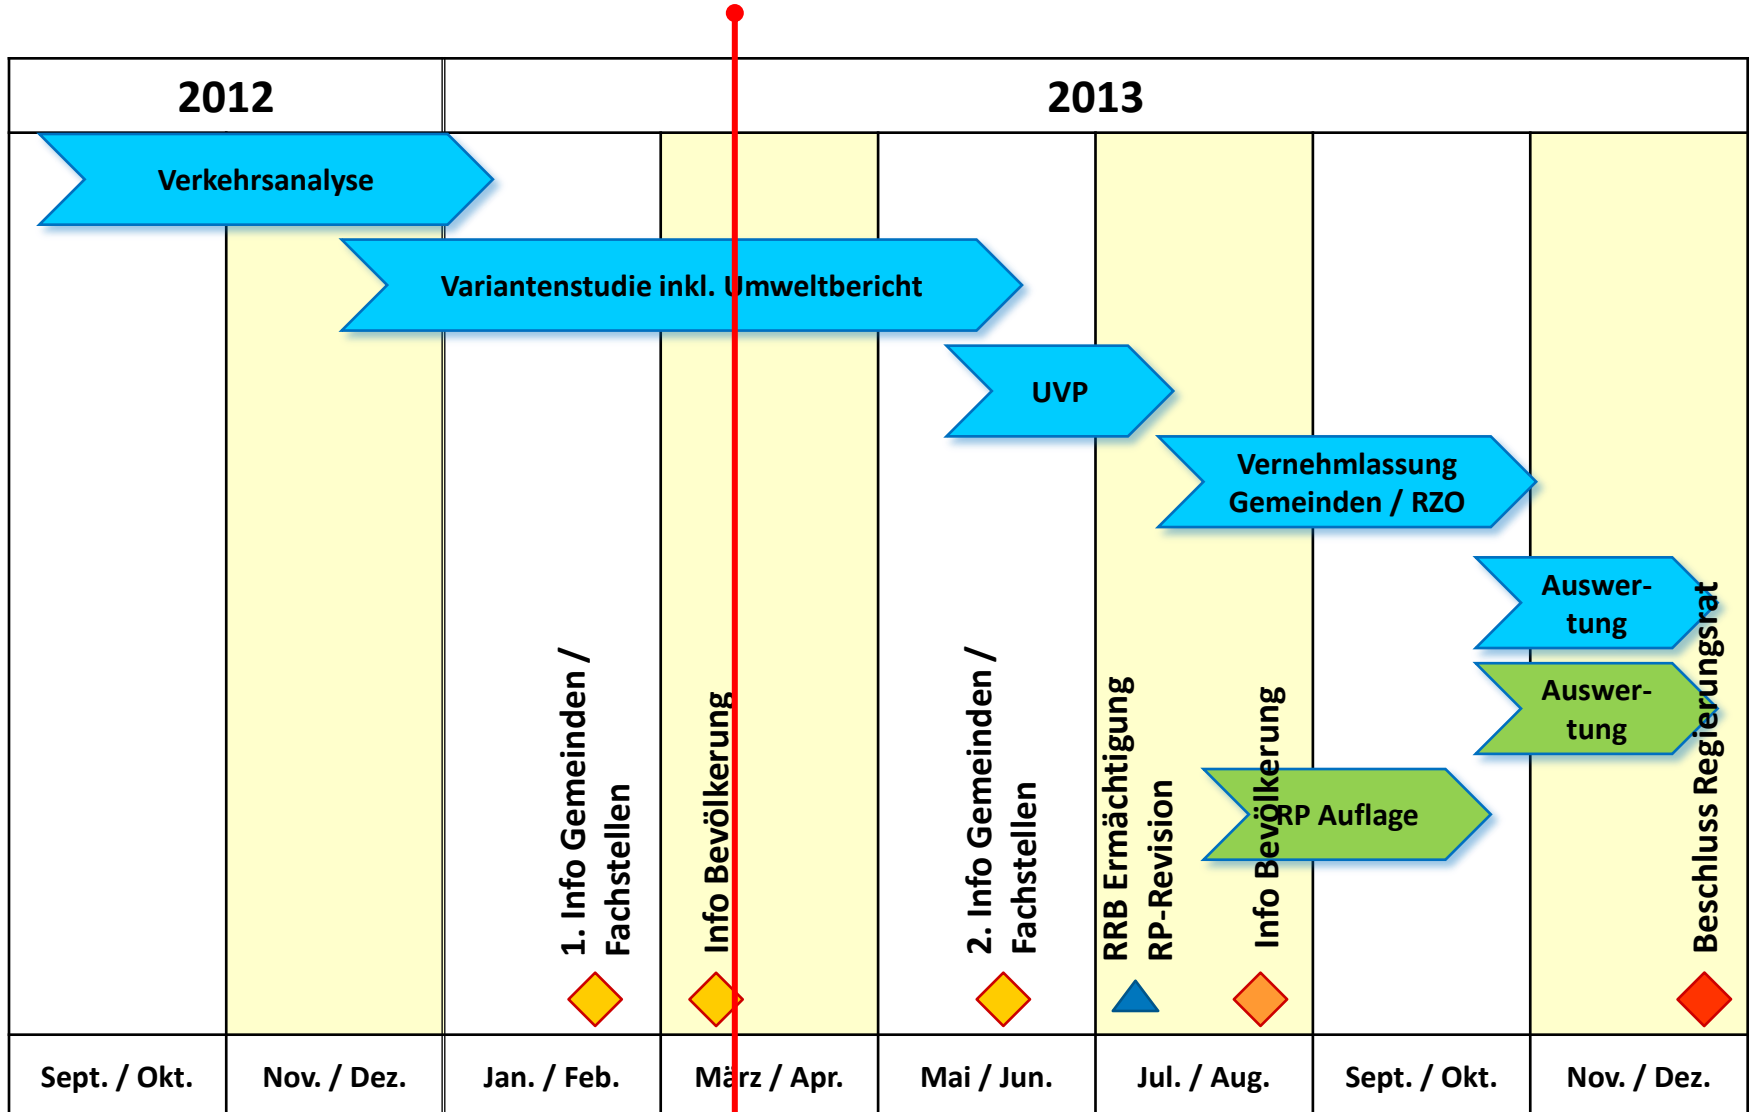 2012
2013
Verkehrsanalyse
Variantenstudie inkl. Umweltbericht
UVP
Vernehmlassung
Gemeinden / RZO
Auswer-
tung
Auswer-
tung
RP Auflage
1. Info Gemeinden /
Fachstellen
Info Bevölkerung
2. Info Gemeinden /
Fachstellen
RRB Ermächtigung
RP-Revision
Info Bevölkerung
Beschluss Regierungsrat
Sept. / Okt.
Nov. / Dez.
Jan. / Feb.
März / Apr.
Mai / Jun.
Jul. / Aug.
Sept. / Okt.
Nov. / Dez.